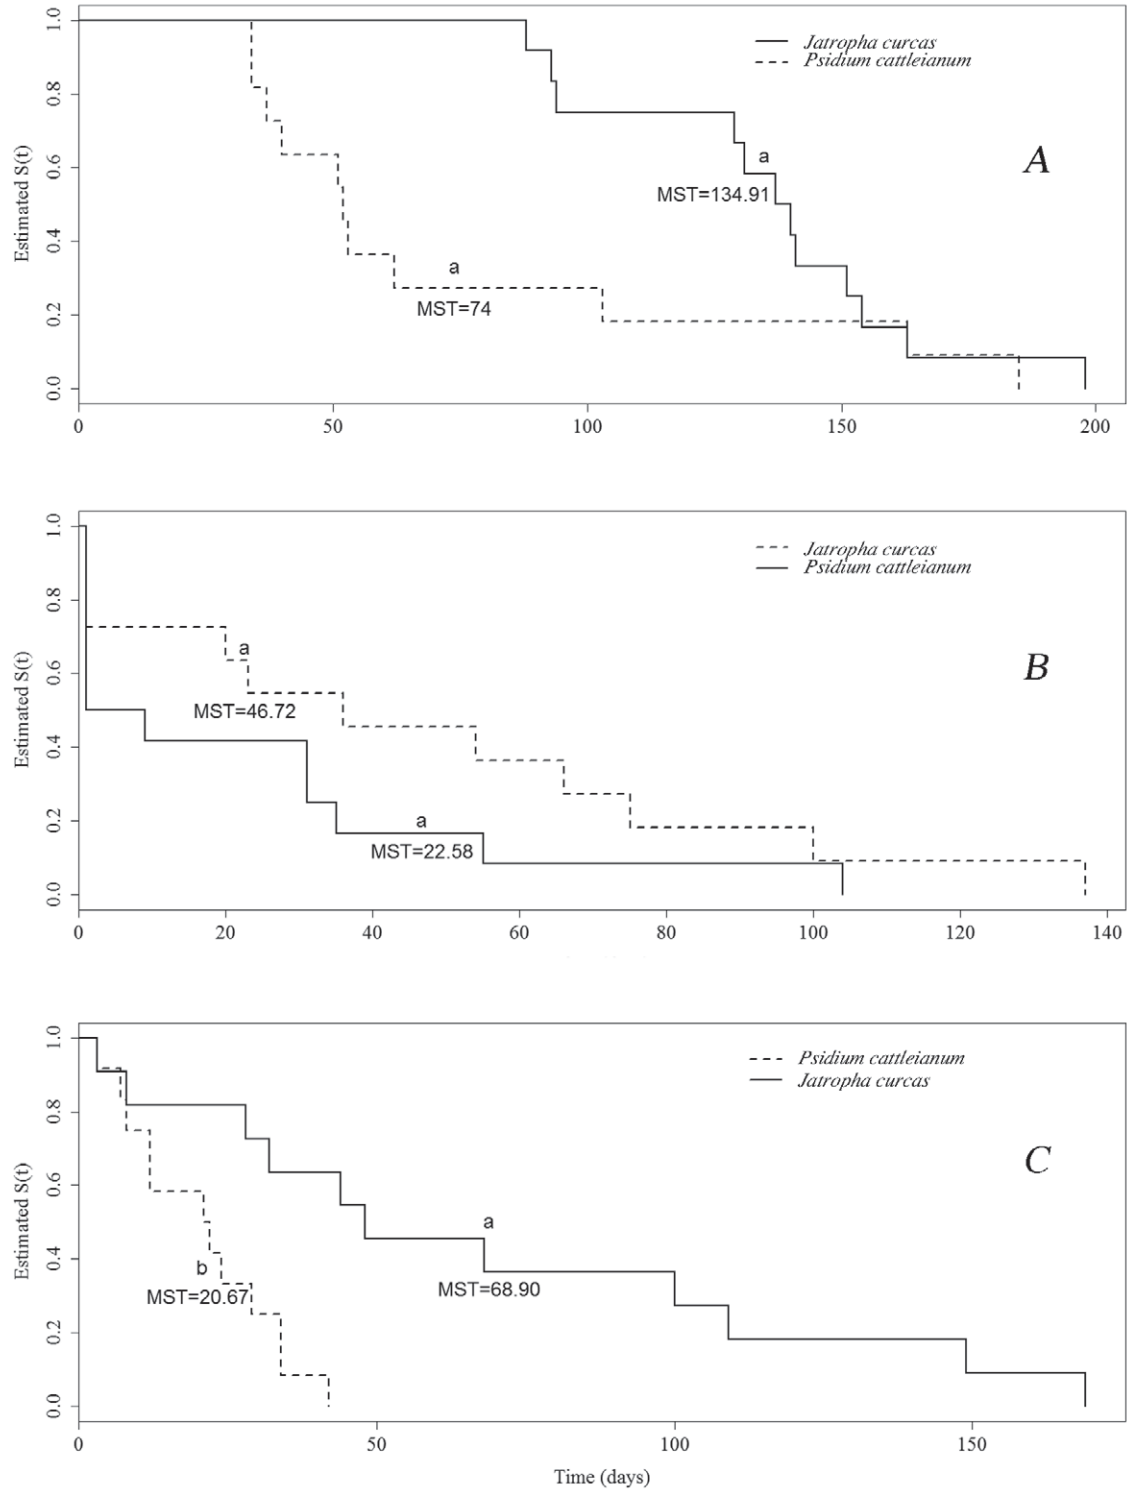 Estimated S(t)
1.0
0.8
0.6
0.4
0.2
0.0
Jatropha curcas
Psidium cattleianum
A
a
MST=134.91
a
MST=74
0 50 100 150 200
Estimated S(t)
1.0
0.8
0.6
0.4
0.2
0.0
Jatropha curcas
Psidium cattleianum
B
a
MST=46.72
a
MST=22.58
0 20 40 60 80 100 120 140
Estimated S(t)
1.0
0.8
0.6
0.4
0.2
0.0
Psidium cattleianum
Jatropha curcas
C
a
MST=68.90
b
MST=20.67
0 50 100 150
Time (days)